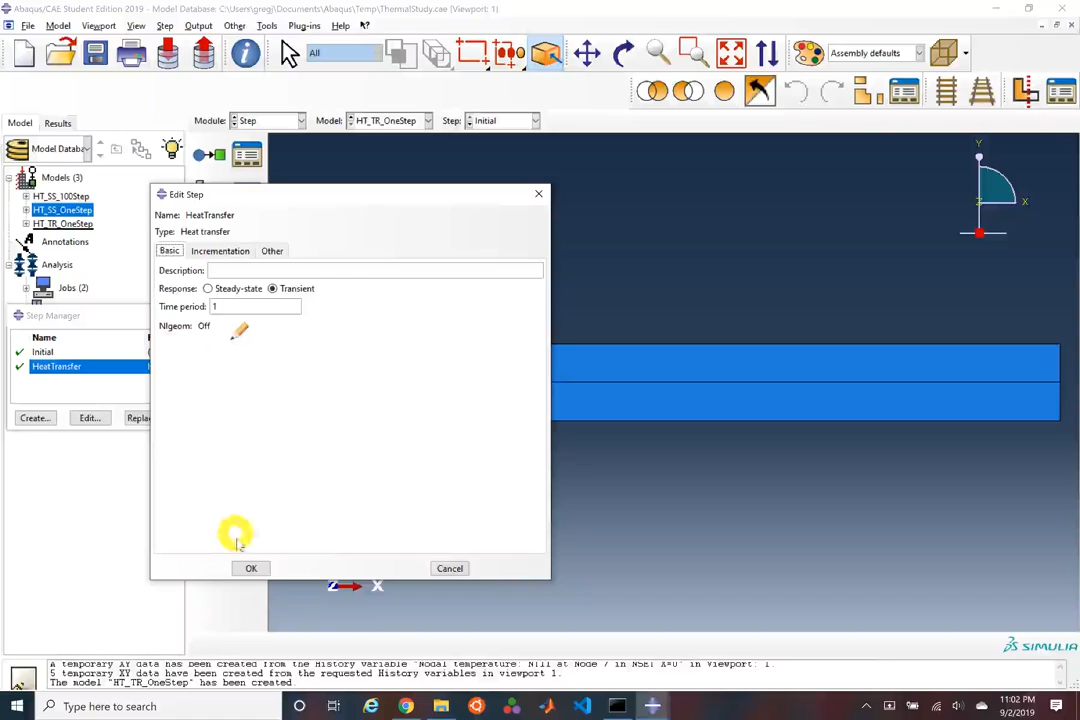 Abaqus/CAE Student Edition 2019 - Model Database: C:\Users\gregj\Documents\Abaqus\Temp\ThermalStudy.cae [Viewport: 1]
File Model Viewport View Step Output Other Tools Plug-ins Help
All
Assembly defaults
Model Results
Module: Step Model: HT_TR_OneStep Step: Initial
Model Databa
Models (3)
HT_SS_100Step
HT_SS_OneStep
HT_TR_OneStep
Annotations
Analysis
Jobs (2)
Step Manager
Name
Initial
HeatTransfer
Create... Edit... Repla
Edit Step
Name: HeatTransfer
Type: Heat transfer
Basic Incrementation Other
Description:
Response: Steady-state Transient
Time period: 1
Nlgeom: Off
OK Cancel
Y
Z X
Z X
SIMULIA
A temporary XY data has been created from the History variable "Nodal temperature: NT11 at Node 7 in NSET X=0" in Viewport: 1.
5 temporary XY data have been created from the requested History variables in viewport 1.
The model "HT_TR_OneStep" has been created.
Type here to search
11:02 PM
9/2/2019